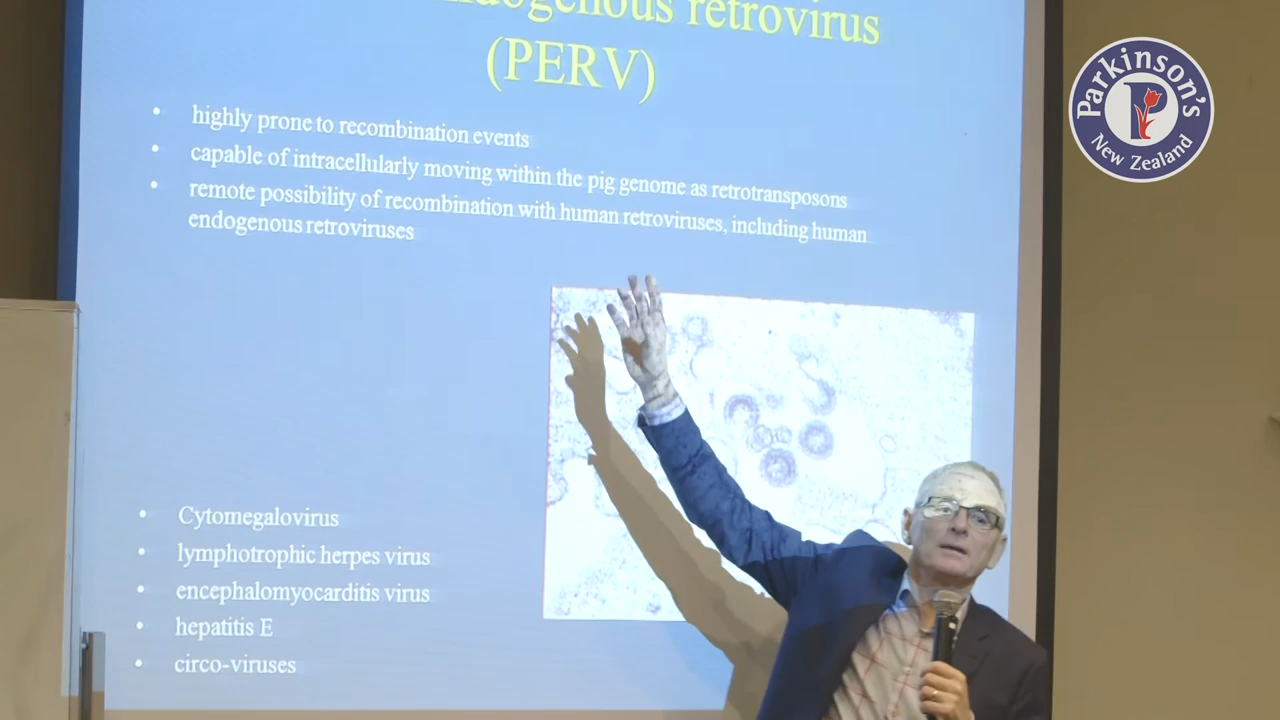 endogenous retrovirus
(PERV)
• highly prone to recombination events
• capable of intracellularly moving within the pig genome as retrotransposons
• remote possibility of recombination with human retroviruses, including human
endogenous retroviruses
• Cytomegalovirus
• lymphotrophic herpes virus
• encephalomyocarditis virus
• hepatitis E
• circo-viruses
Parkinson's
P
New Zealand